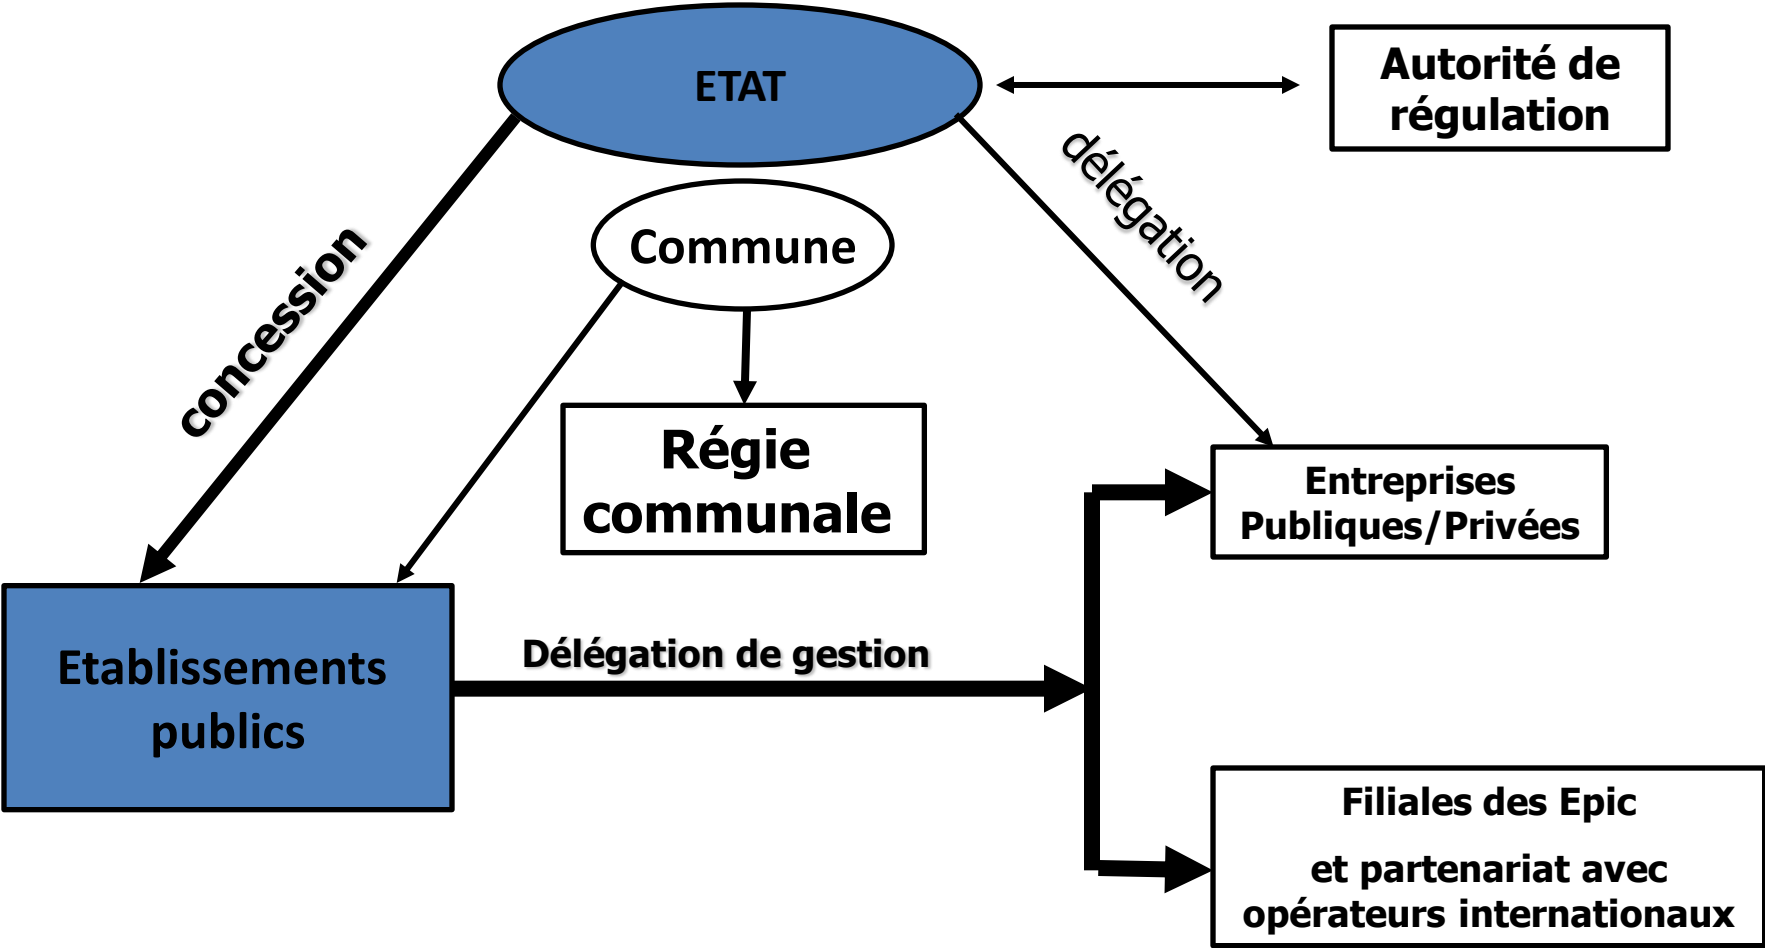 ETAT
Autorité de
régulation
délégation
Commune
concession
Régie
communale
Entreprises
Publiques/Privées
Délégation de gestion
Etablissements
publics
Filiales des Epic
et partenariat avec
opérateurs internationaux